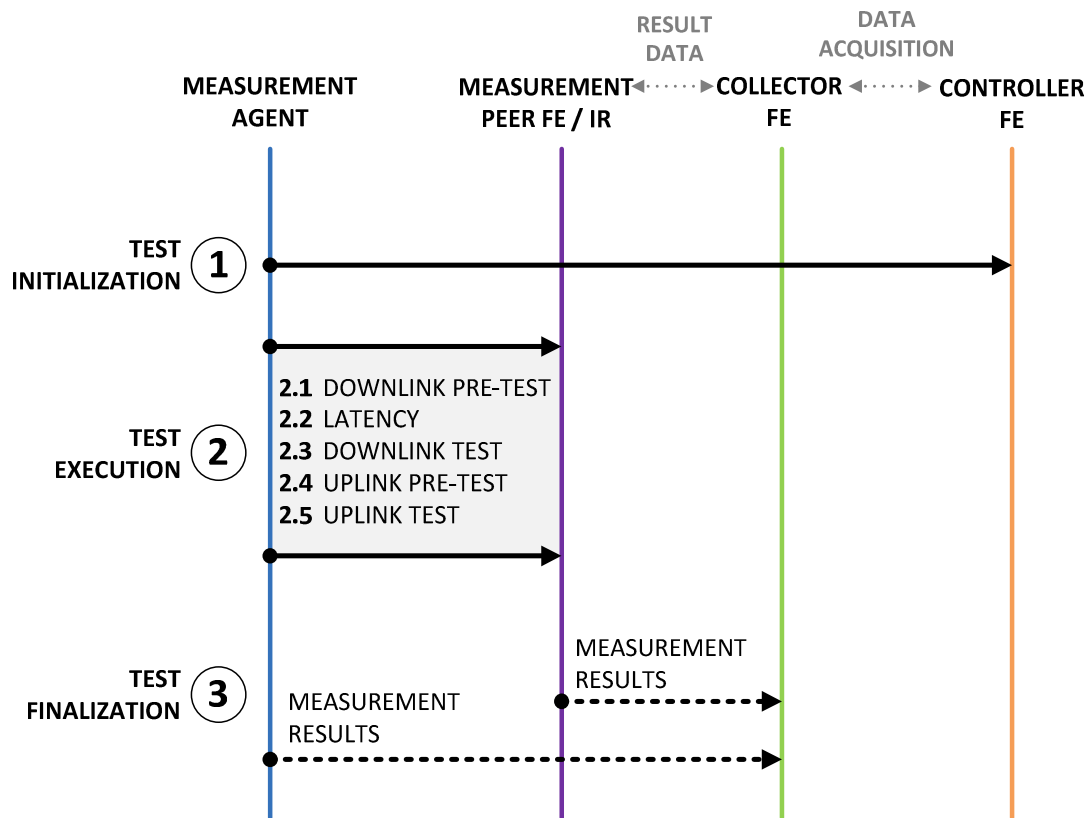 RESULT
DATA
DATA
ACQUISITION
MEASUREMENT
AGENT
MEASUREMENT
PEER FE / IR
COLLECTOR
FE
CONTROLLER
FE
TEST
INITIALIZATION
1
2.1 DOWNLINK PRE-TEST
2.2 LATENCY
2.3 DOWNLINK TEST
2.4 UPLINK PRE-TEST
2.5 UPLINK TEST
TEST
EXECUTION
2
MEASUREMENT
RESULTS
TEST
FINALIZATION
3
MEASUREMENT
RESULTS